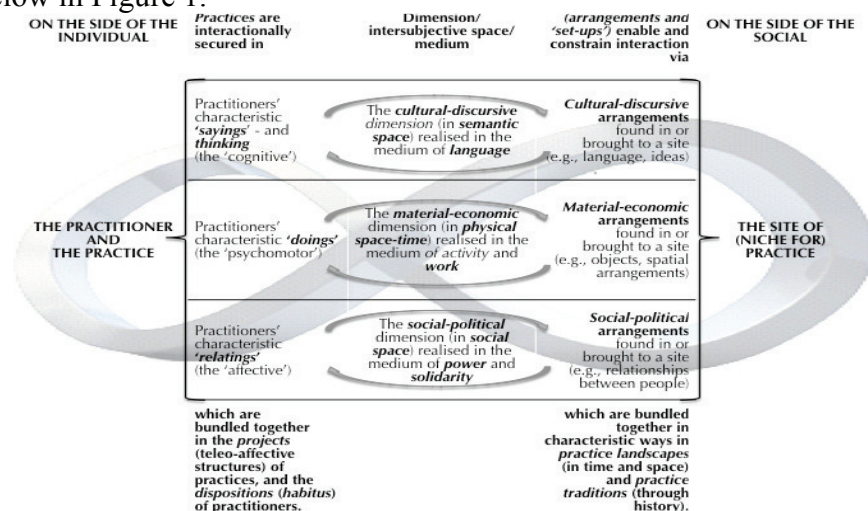 elow in Figure 1.
ON THE SIDE OF THE
INDIVIDUAL
Practices are
interactionally
secured in
Dimension/
intersubjective space/
medium
(arrangements and
‘set-ups’) enable and
constrain interaction
via
ON THE SIDE OF THE
SOCIAL
THE PRACTITIONER
AND
THE PRACTICE
Practitioners’
characteristic
‘sayings’ - and
thinking
(the ‘cognitive’)
The cultural-discursive
dimension (in semantic
space) realised in the
medium of language
Cultural-discursive
arrangements
found in or
brought to a site
(e.g., language, ideas)
Practitioners’
characteristic ‘doings’
(the ‘psychomotor’)
The material-economic
dimension (in physical
space-time) realised in the
medium of activity and
work
Material-economic
arrangements
found in or
brought to a site
(e.g., objects, spatial
arrangements)
Practitioners’
characteristic
‘relatings’
(the ‘affective’)
The social-political
dimension (in social
space) realised in the
medium of power and
solidarity
Social-political
arrangements
found in or
brought to a site
(e.g., relationships
between people)
THE SITE OF
(NICHE FOR)
PRACTICE
which are
bundled together
in the projects
(teleo-affective
structures) of
practices, and the
dispositions (habitus)
of practitioners.
which are bundled
together in
characteristic ways in
practice landscapes
(in time and space)
and practice
traditions (through
history).